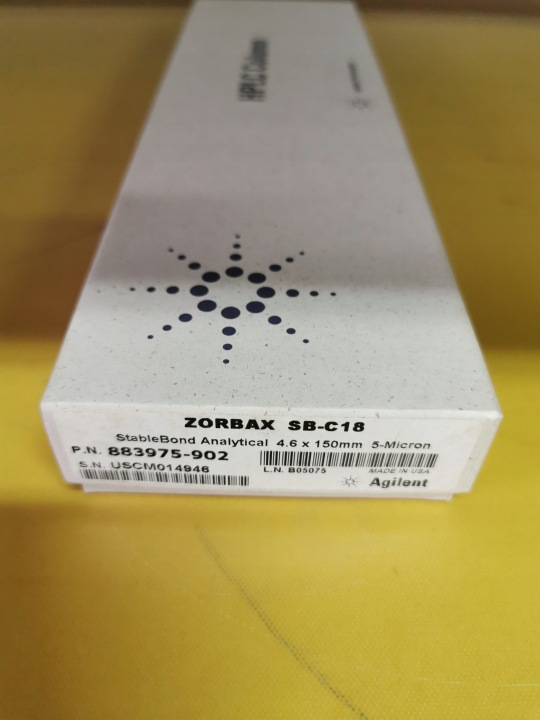 HPLC Column
ZORBAX SB-C18
StableBond Analytical 4.6 x 150mm 5-Micron
P.N. 883975-902
S.N. USCM014946
L.N. B05075
MADE IN USA
Agilent